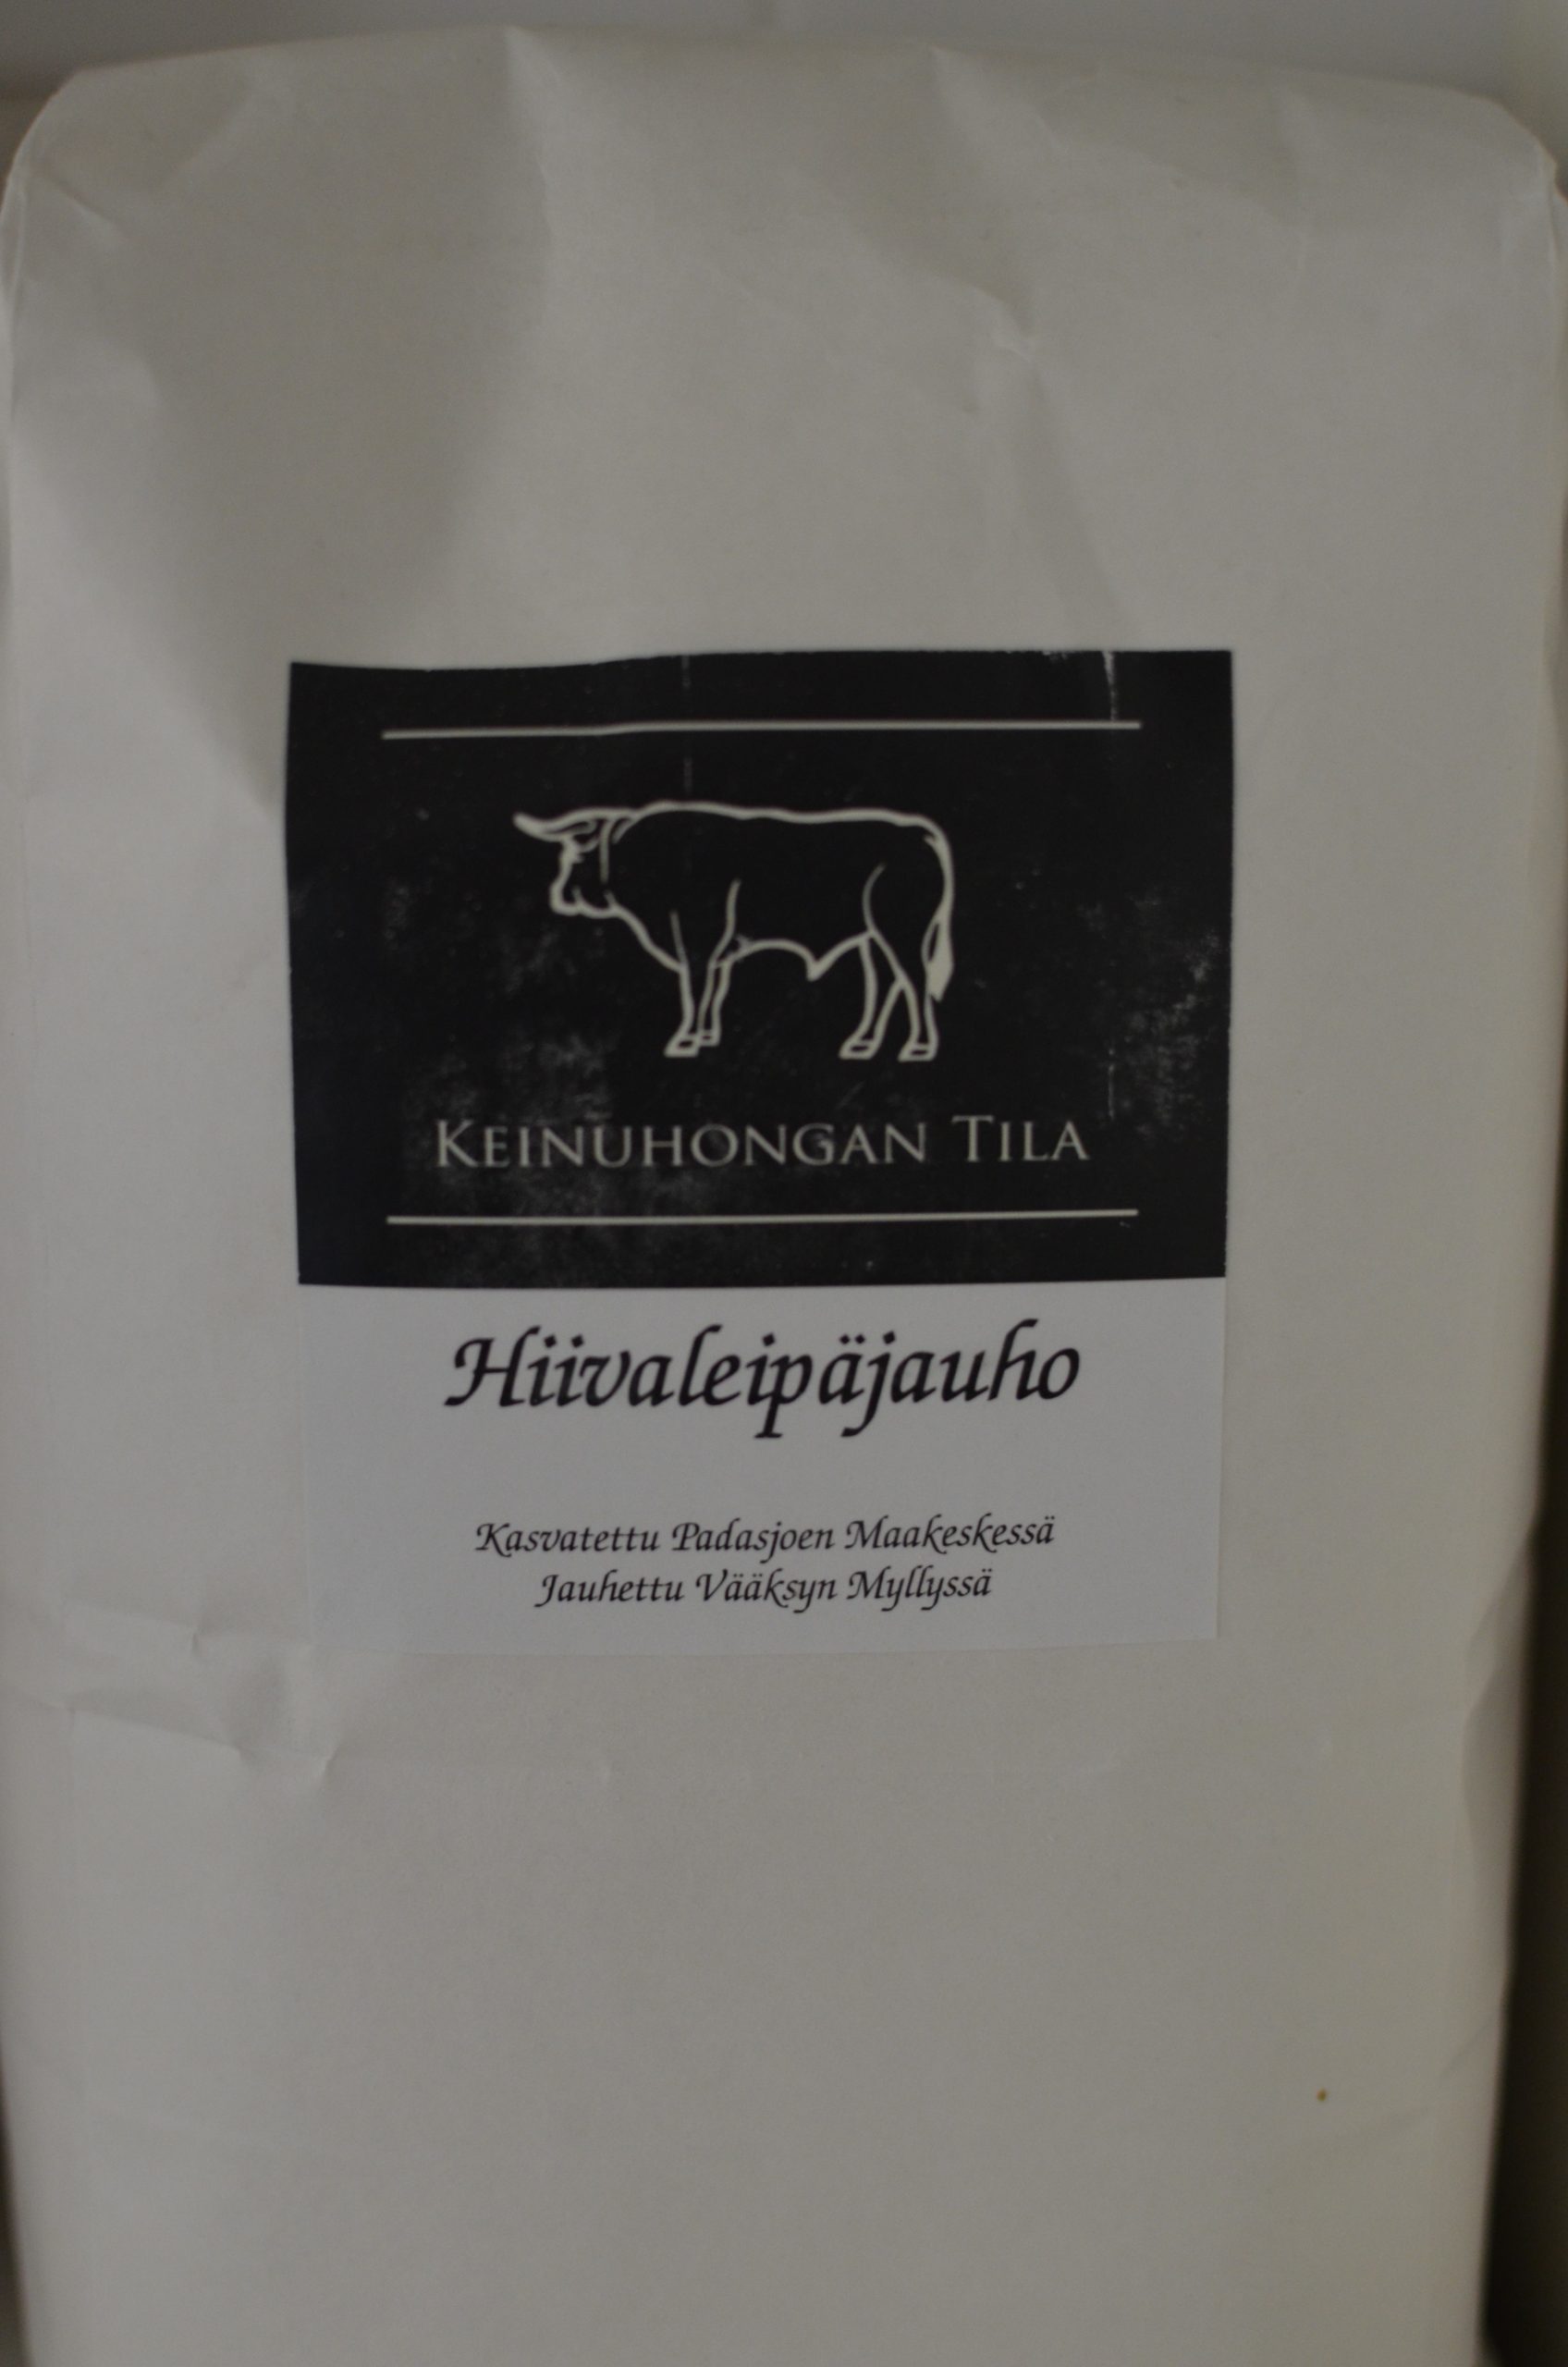 KEINUHONGAN TILA
Hiivaleipäjauho
Kasvatettu Padasjoen Maakeskessä
Jauhettu Vääksyn Myllyssä